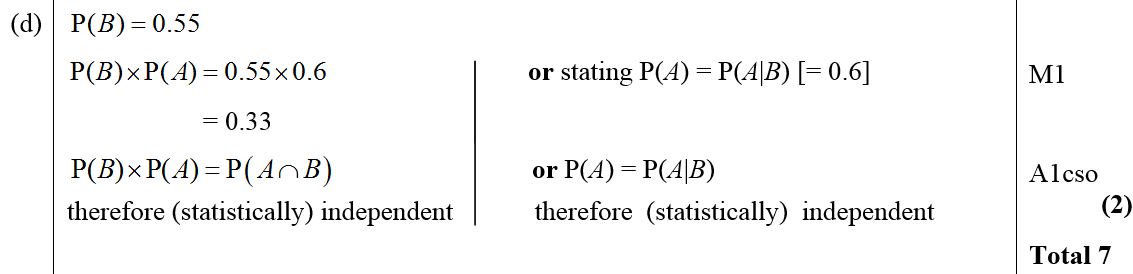 (d) P(B) = 0.55
P(B)×P(A) = 0.55×0.6 or stating P(A) = P(A|B) [= 0.6] M1
= 0.33
P(B)×P(A) = P(A∩B) or P(A) = P(A|B) A1cso
therefore (statistically) independent therefore (statistically) independent (2)
Total 7